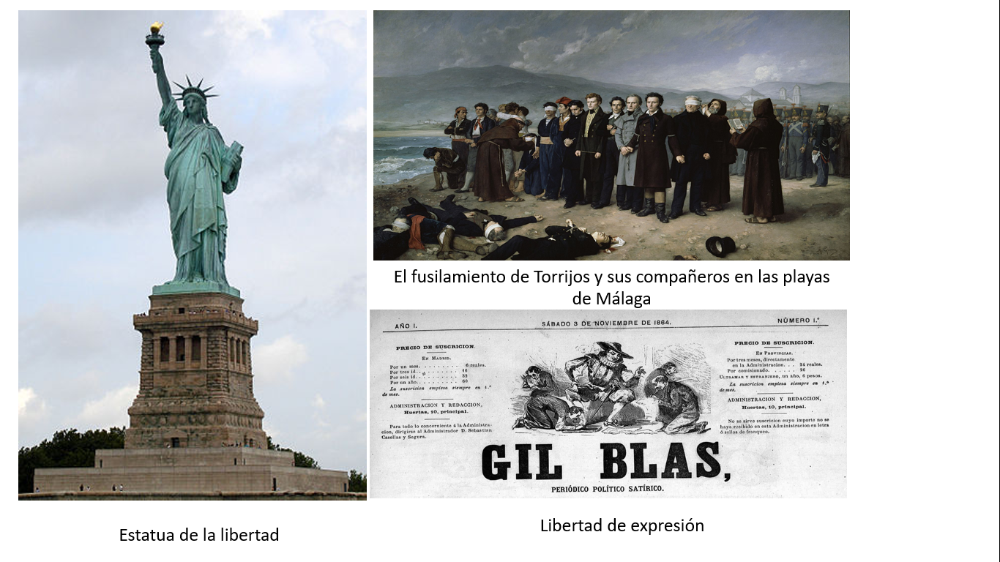 El fusilamiento de Torrijos y sus compañeros en las playas
de Málaga
AÑO I.
SÁBADO 3 DE NOVIEMBRE DE 1864.
NÚMERO 1.º
PRECIO DE SUSCRICION.
EN MADRID.
Por un mes. . . . . . . . . 6 reales.
Por tres id. . . . . . . . . 16
Por seis id. . . . . . . . . 32
Por un año. . . . . . . . . 60
La suscricion empieza siempre en 1.º
de mes.
ADMINISTRACION Y REDACCION,
Huertas, 10, principal.
Para todo lo concerniente á la Administra-
cion, dirigirse al Administrador D. Sebastian
Casellas y Segura.
PRECIO DE SUSCRICION.
EN PROVINCIAS.
Por tres meses, directamente
en la Administracion. . . 24 reales.
Por comisionado. . . . . . 26
ULTRAMAR Y ESTRANJERO, un año, 6 pesos.
La suscricion empieza siempre en 1.º
de mes.
ADMINISTRACION Y REDACCION,
Huertas, 10, principal.
No se sirve suscricion cuyo importe no se
haya recibido en esta Administracion en letra
ó sellos de franqueo.
GIL BLAS,
PERIÓDICO POLÍTICO SATÍRICO.
Libertad de expresión
Estatua de la libertad